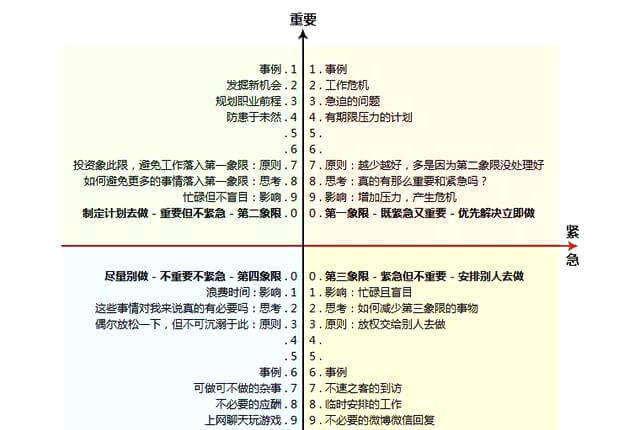 重要
事例 . 1
发掘新机会 . 2
规划职业前程 . 3
防患于未然 . 4
. 5
. 6
投资象此限，避免工作落入第一象限：原则 . 7
如何避免更多的事情落入第一象限：思考 . 8
忙碌但不盲目：影响 . 9
制定计划去做 - 重要但不紧急 - 第二象限 . 0
1 . 事例
2 . 工作危机
3 . 急迫的问题
4 . 有期限压力的计划
5 .
6 .
7 . 原则：越少越好，多是因为第二象限没处理好
8 . 思考：真的有那么重要和紧急吗？
9 . 影响：增加压力，产生危机
0 . 第一象限 - 既紧急又重要 - 优先解决立即做
紧
急
尽量别做 - 不重要不紧急 - 第四象限 . 0
浪费时间：影响 . 1
这些事情对我来说真的有必要吗：思考 . 2
偶尔放松一下，但不可沉溺于此：原则 . 3
. 4
. 5
事例 . 6
可做可不做的杂事 . 7
不必要的应酬 . 8
上网聊天玩游戏 . 9
0 . 第三象限 - 紧急但不重要 - 安排别人去做
1 . 影响：忙碌且盲目
2 . 思考：如何减少第三象限的事物
3 . 原则：放权交给别人去做
4 .
5 .
6 . 事例
7 . 不速之客的到访
8 . 临时安排的工作
9 . 不必要的微博微信回复